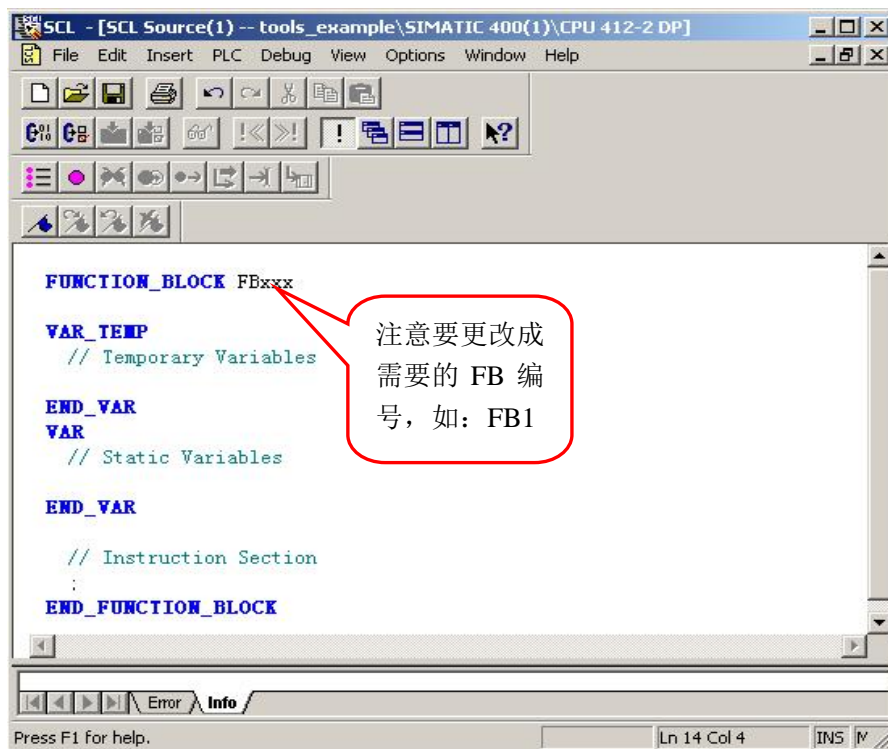 SCL - [SCL Source(1) -- tools_example\SIMATIC 400(1)\CPU 412-2 DP]
File Edit Insert PLC Debug View Options Window Help
FUNCTION_BLOCK FBxxx
VAR_TEMP
// Temporary Variables
END_VAR
VAR
// Static Variables
END_VAR
// Instruction Section
;
END_FUNCTION_BLOCK
注意要更改成
需要的 FB 编
号，如：FB1
Error Info
Press F1 for help.
Ln 14 Col 4
INS